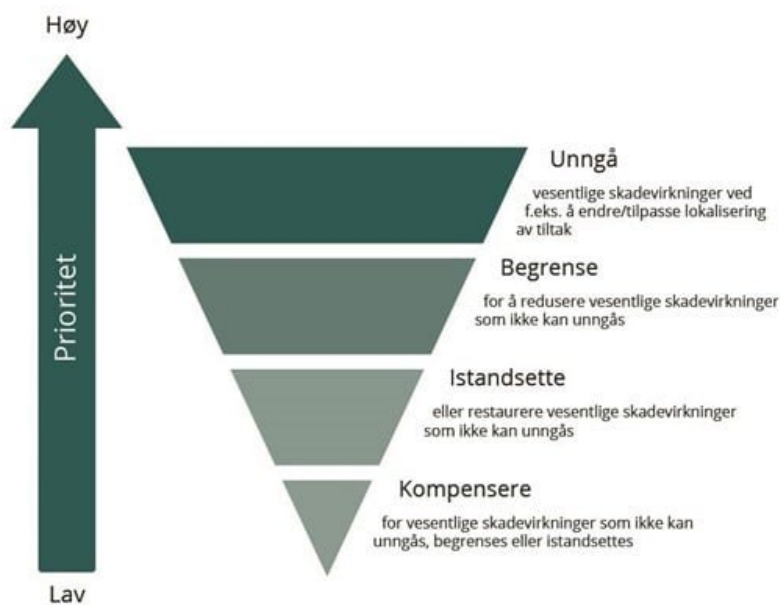 Høy
Prioritet
Lav
Unngå
vesentlige skadevirkninger ved
f.eks. å endre/tilpasse lokalisering
av tiltak
Begrense
for å redusere vesentlige skadevirkninger
som ikke kan unngås
Istandsette
eller restaurere vesentlige skadevirkninger
som ikke kan unngås
Kompensere
for vesentlige skadevirkninger som ikke kan
unngås, begrenses eller istandsettes